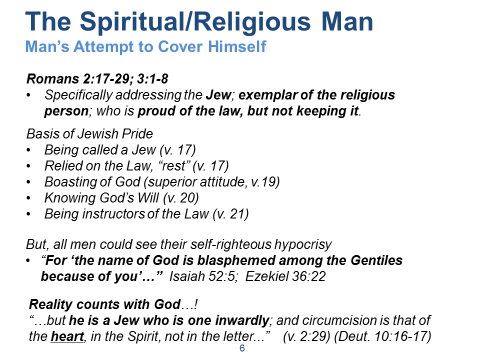 The Spiritual/Religious Man
Man's Attempt to Cover Himself
Romans 2:17-29; 3:1-8
• Specifically addressing the Jew; exemplar of the religious
person; who is proud of the law, but not keeping it.
Basis of Jewish Pride
• Being called a Jew (v. 17)
• Relied on the Law, “rest” (v. 17)
• Boasting of God (superior attitude, v.19)
• Knowing God’s Will (v. 20)
• Being instructors of the Law (v. 21)
But, all men could see their self-righteous hypocrisy
• “For ‘the name of God is blasphemed among the Gentiles
because of you’…” Isaiah 52:5; Ezekiel 36:22
Reality counts with God…!
“…but he is a Jew who is one inwardly; and circumcision is that of
the heart, in the Spirit, not in the letter...” (v. 2:29) (Deut. 10:16-17)
6